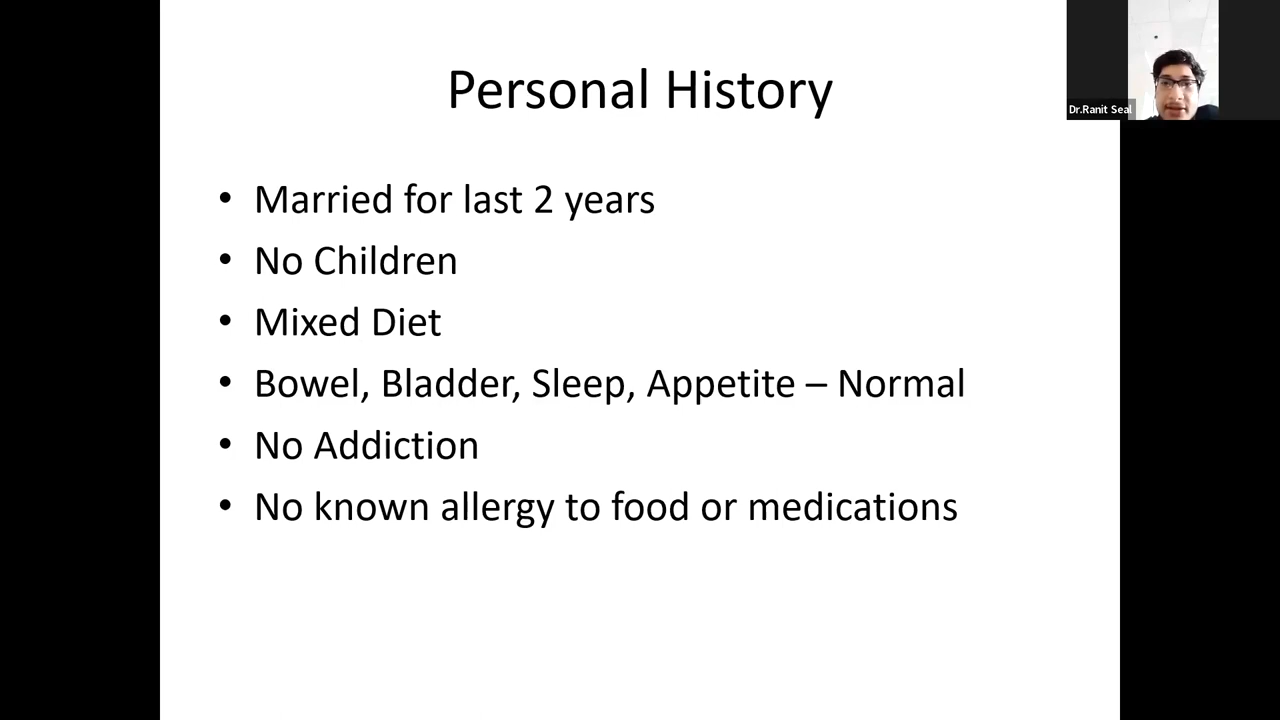 Personal History
Dr.Ranit Seal
• Married for last 2 years
• No Children
• Mixed Diet
• Bowel, Bladder, Sleep, Appetite – Normal
• No Addiction
• No known allergy to food or medications